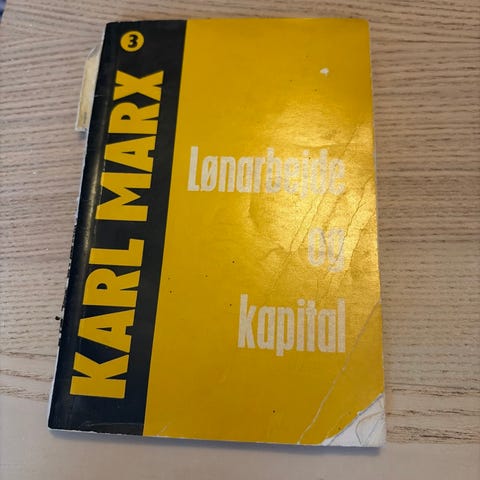 3
KARL MARX
Lønarbejde
og
kapital